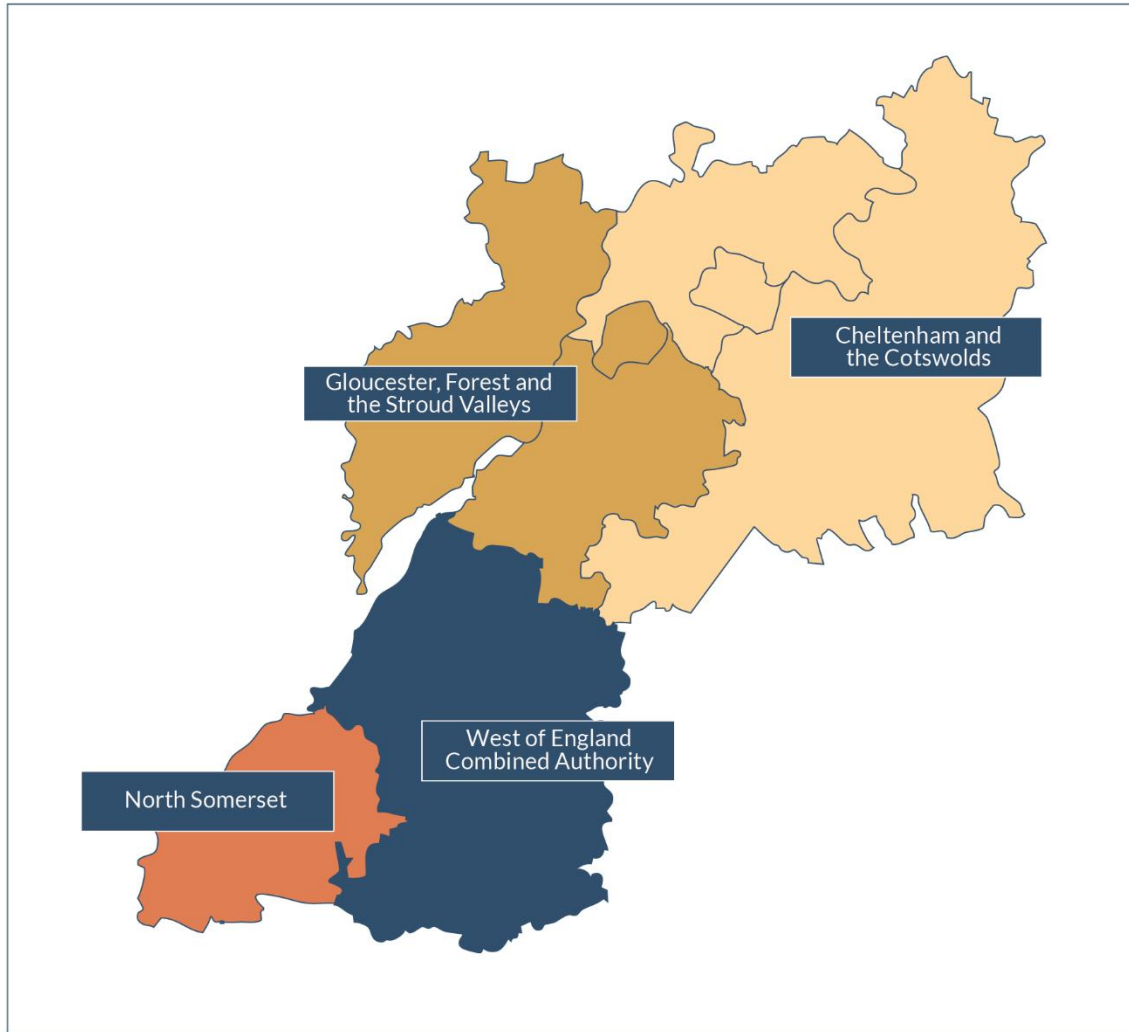 Cheltenham and
the Cotswolds
Gloucester, Forest and
the Stroud Valleys
West of England
Combined Authority
North Somerset